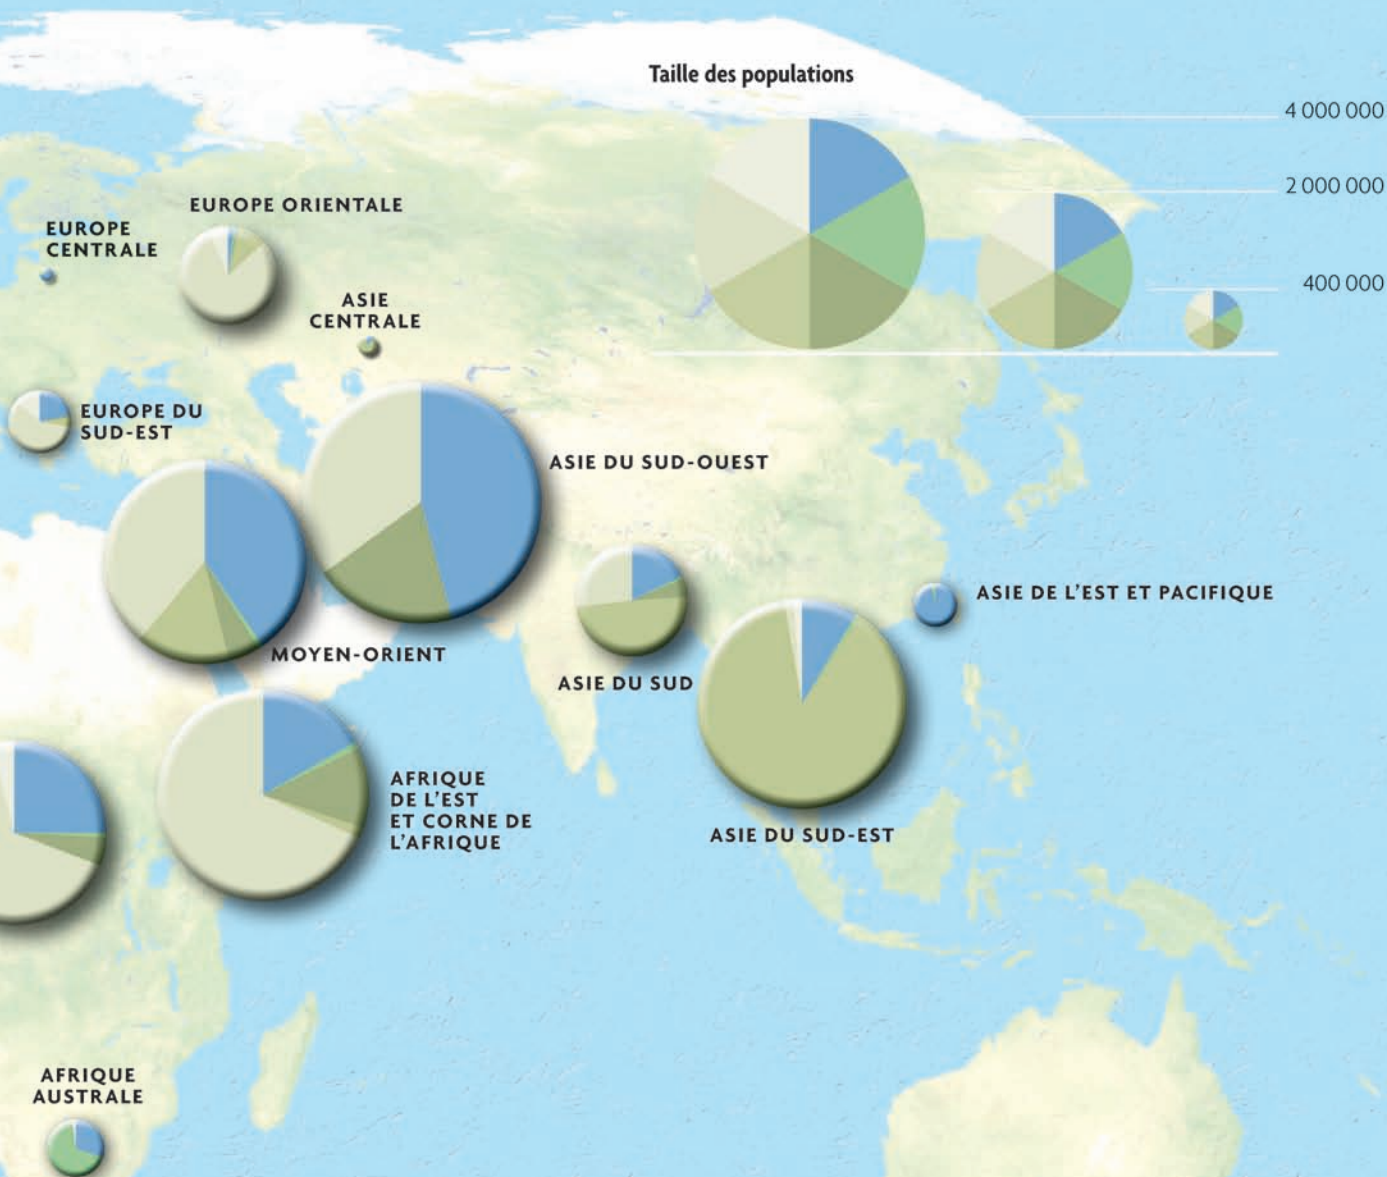 Taille des populations
4 000 000
2 000 000
400 000
EUROPE ORIENTALE
EUROPE
CENTRALE
ASIE
CENTRALE
EUROPE DU
SUD-EST
ASIE DU SUD-OUEST
ASIE DE L'EST ET PACIFIQUE
MOYEN-ORIENT
ASIE DU SUD
AFRIQUE
DE L'EST
ET CORNE DE
L'AFRIQUE
ASIE DU SUD-EST
AFRIQUE
AUSTRALE